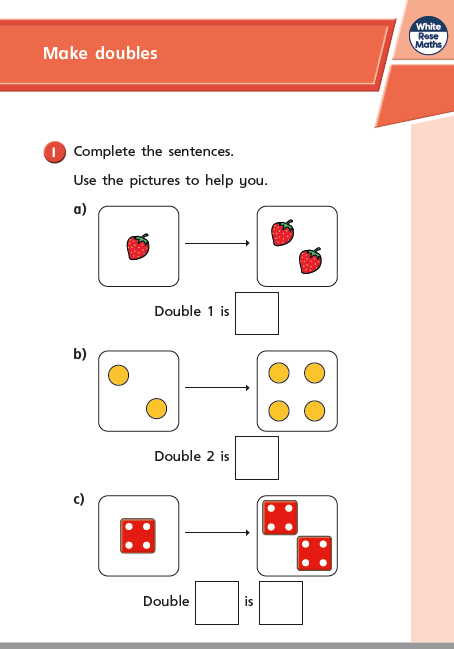 Make doubles
White
Rose
Maths
1 Complete the sentences.
Use the pictures to help you.
a)
Double 1 is
b)
Double 2 is
c)
Double is